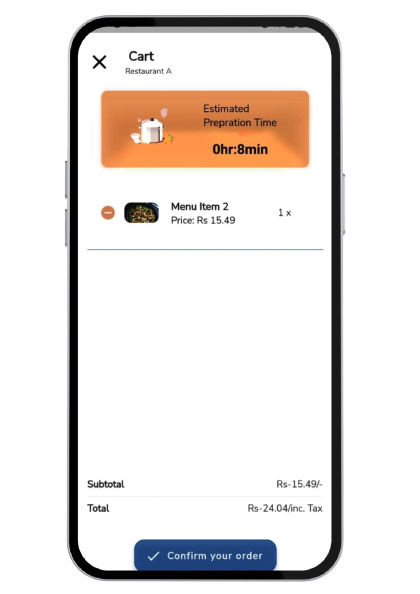 Cart
Restaurant A
Estimated
Prepration Time
0hr:8min
Menu Item 2
Price: Rs 15.49
1 x
Subtotal
Rs-15.49/-
Total
Rs-24.04/inc. Tax
Confirm your order